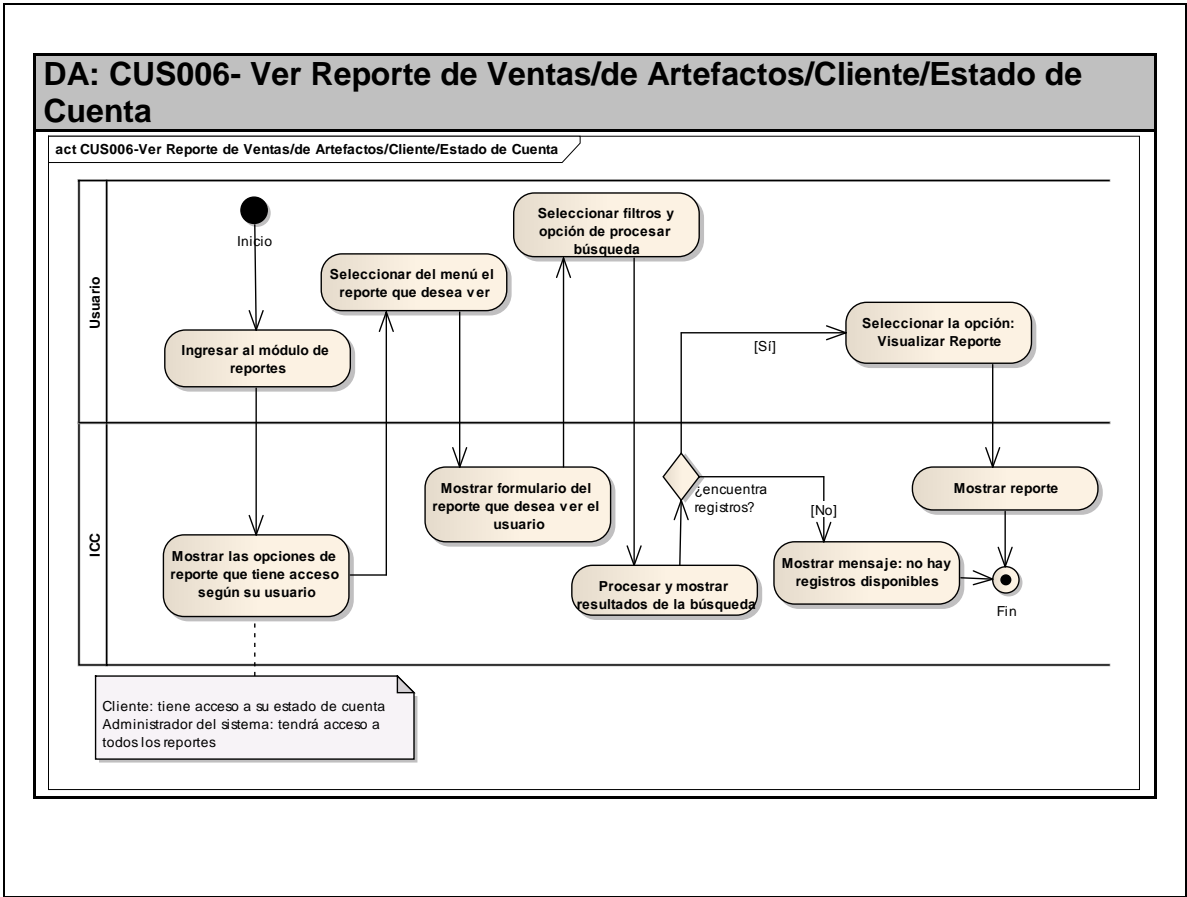 DA: CUS006- Ver Reporte de Ventas/de Artefactos/Cliente/Estado de
Cuenta
act CUS006-Ver Reporte de Ventas/de Artefactos/Cliente/Estado de Cuenta
Usuario
Inicio
Ingresar al módulo de
reportes
Seleccionar del menú el
reporte que desea ver
Seleccionar filtros y
opción de procesar
búsqueda
[Sí]
Seleccionar la opción:
Visualizar Reporte
ICC
Mostrar las opciones de
reporte que tiene acceso
según su usuario
Mostrar formulario del
reporte que desea ver el
usuario
Procesar y mostrar
resultados de la búsqueda
¿encuentra
registros?
[No]
Mostrar mensaje: no hay
registros disponibles
Mostrar reporte
Fin
Cliente: tiene acceso a su estado de cuenta
Administrador del sistema: tendrá acceso a
todos los reportes